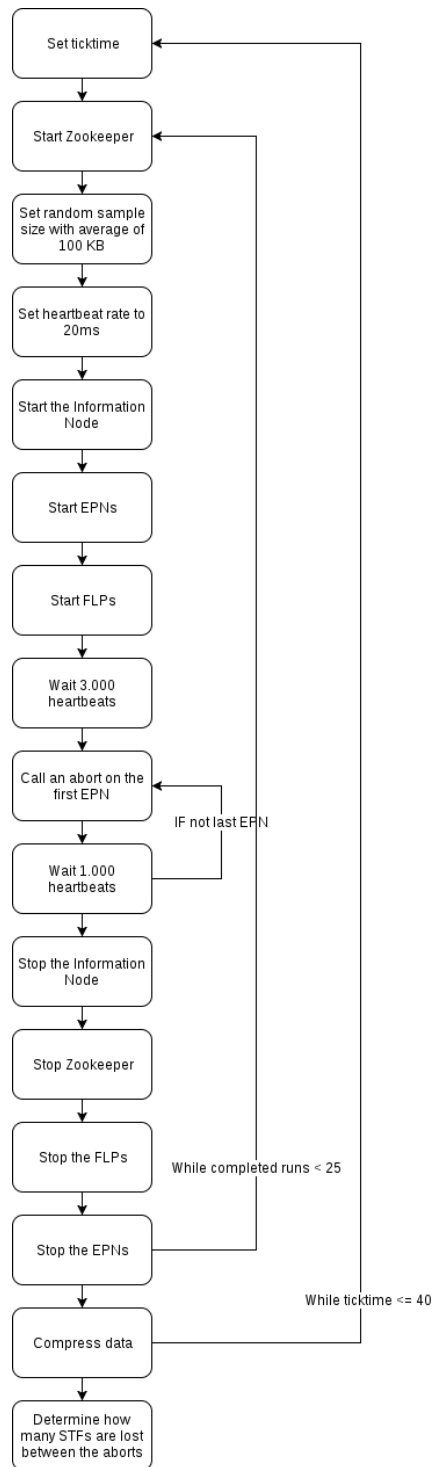 Set ticktime
Start Zookeeper
Set random sample
size with average of
100 KB
Set heartbeat rate to
20ms
Start the Information
Node
Start EPNs
Start FLPs
Wait 3.000
heartbeats
Call an abort on the
first EPN
IF not last EPN
Wait 1.000
heartbeats
Stop the Information
Node
Stop Zookeeper
Stop the FLPs
While completed runs < 25
Stop the EPNs
While ticktime <= 40
Compress data
Determine how
many STFs are lost
between the aborts